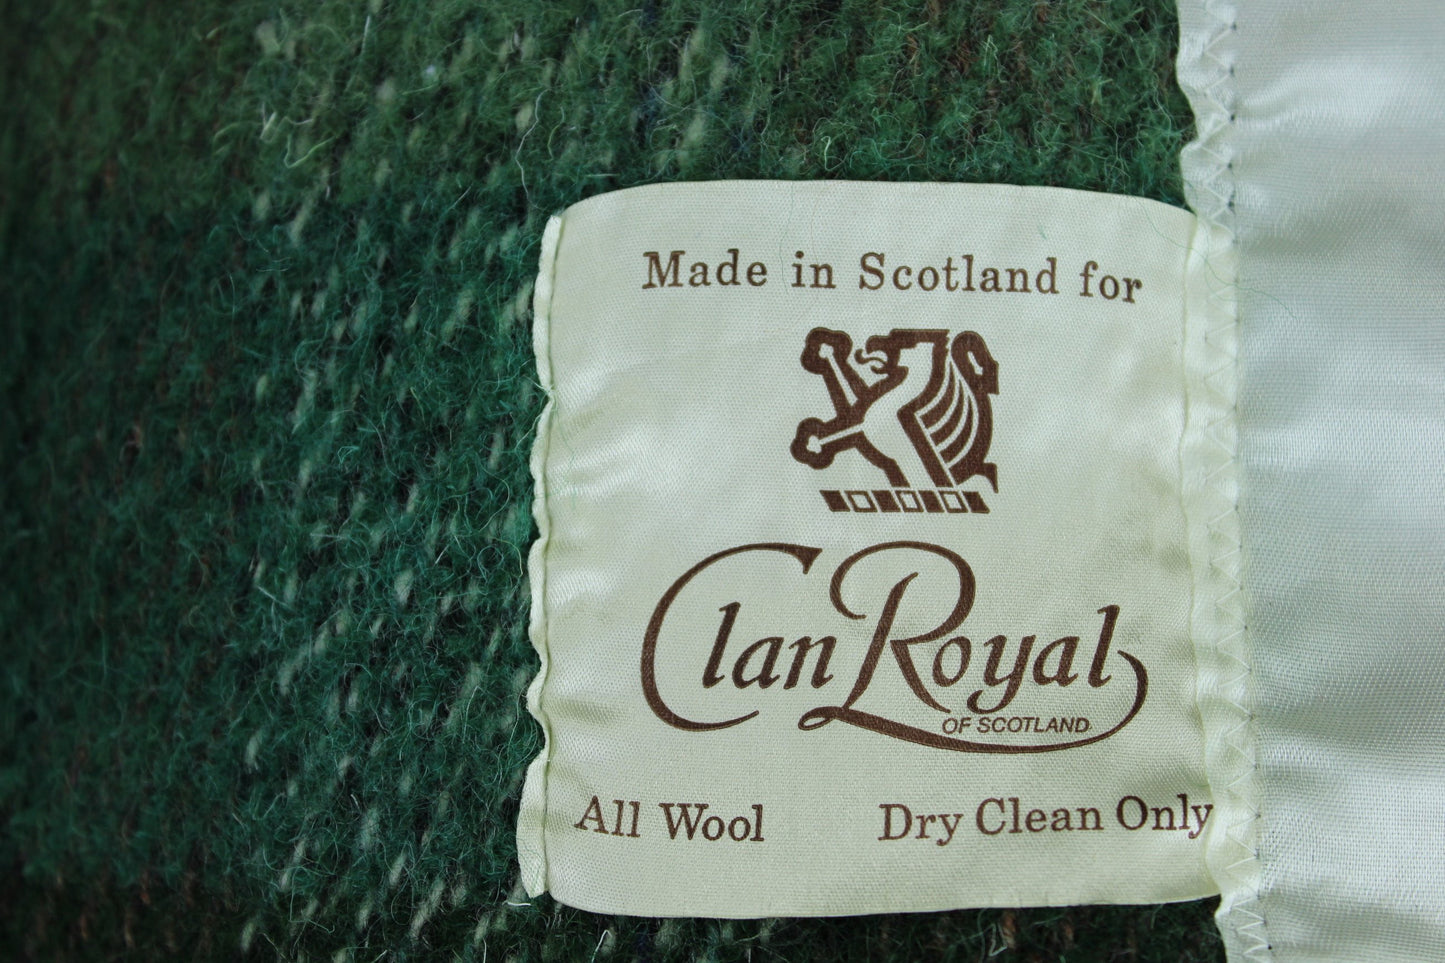 Made in Scotland for
Clan Royal
OF SCOTLAND
All Wool Dry Clean Only